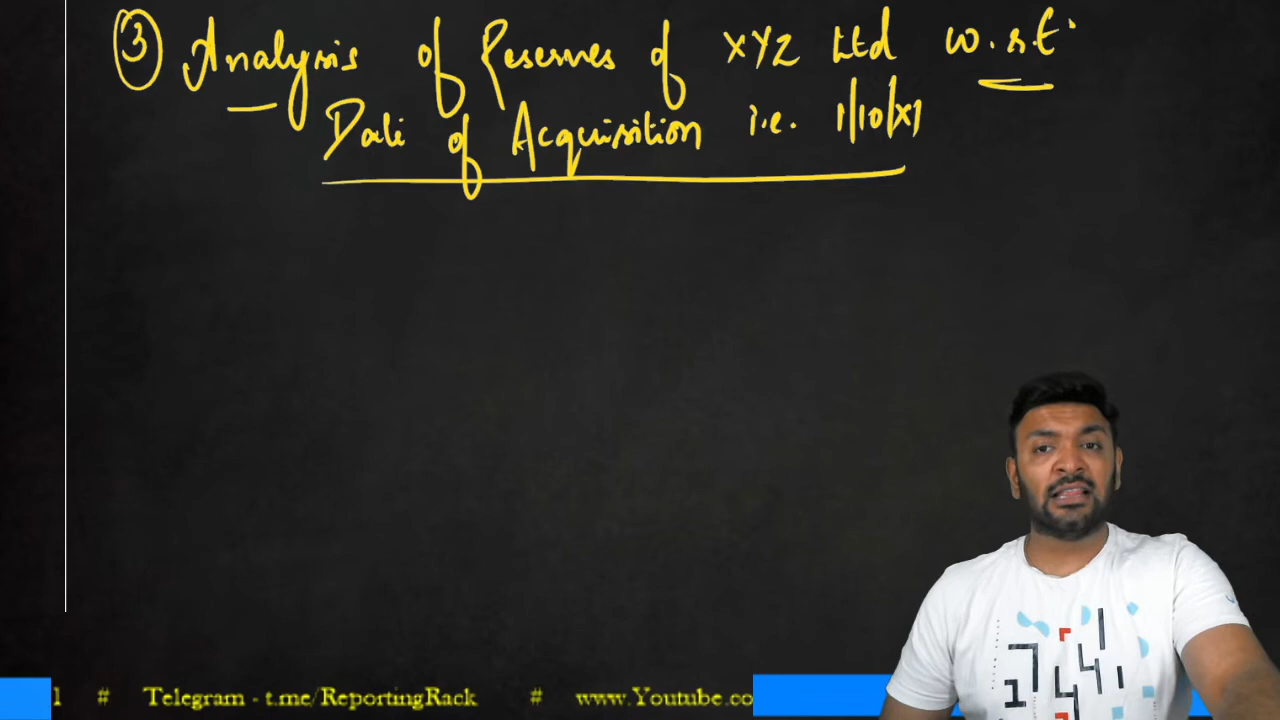 3 Analysis of Reserves of XYZ Ltd w.r.t.
Date of Acquisition i.e. 1/10/X1
1 # Telegram - t.me/ReportingRack # www.Youtube.co